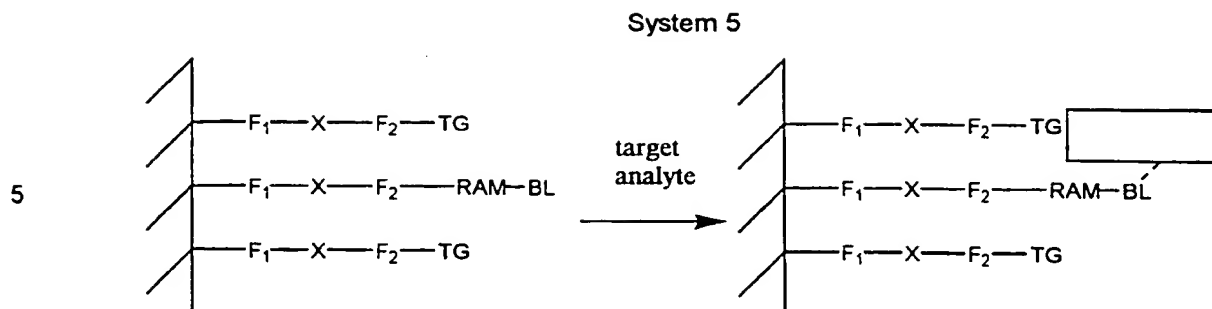 System 5
F₁—X—F₂—TG F₁—X—F₂—TG
target
analyte
5 F₁—X—F₂—RAM—BL F₁—X—F₂—RAM—BL
F₁—X—F₂—TG F₁—X—F₂—TG